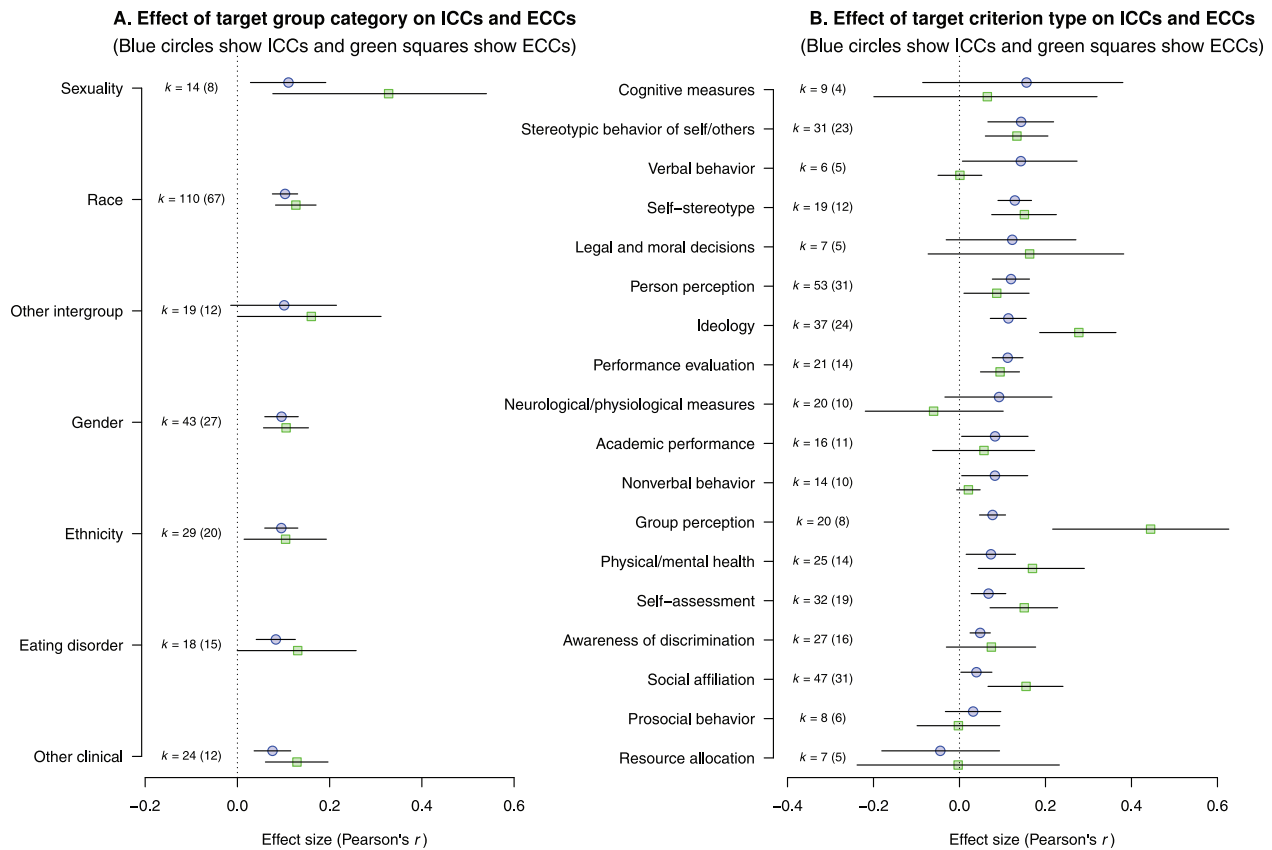 A. Effect of target group category on ICCs and ECCs
(Blue circles show ICCs and green squares show ECCs)
Sexuality
k = 14 (8)
Race
k = 110 (67)
Other intergroup
k = 19 (12)
Gender
k = 43 (27)
Ethnicity
k = 29 (20)
Eating disorder
k = 18 (15)
Other clinical
k = 24 (12)
−0.2 0.0 0.2 0.4 0.6
Effect size (Pearson's r)
B. Effect of target criterion type on ICCs and ECCs
(Blue circles show ICCs and green squares show ECCs)
Cognitive measures
k = 9 (4)
Stereotypic behavior of self/others
k = 31 (23)
Verbal behavior
k = 6 (5)
Self−stereotype
k = 19 (12)
Legal and moral decisions
k = 7 (5)
Person perception
k = 53 (31)
Ideology
k = 37 (24)
Performance evaluation
k = 21 (14)
Neurological/physiological measures
k = 20 (10)
Academic performance
k = 16 (11)
Nonverbal behavior
k = 14 (10)
Group perception
k = 20 (8)
Physical/mental health
k = 25 (14)
Self−assessment
k = 32 (19)
Awareness of discrimination
k = 27 (16)
Social affiliation
k = 47 (31)
Prosocial behavior
k = 8 (6)
Resource allocation
k = 7 (5)
−0.4 −0.2 0.0 0.2 0.4 0.6
Effect size (Pearson's r)